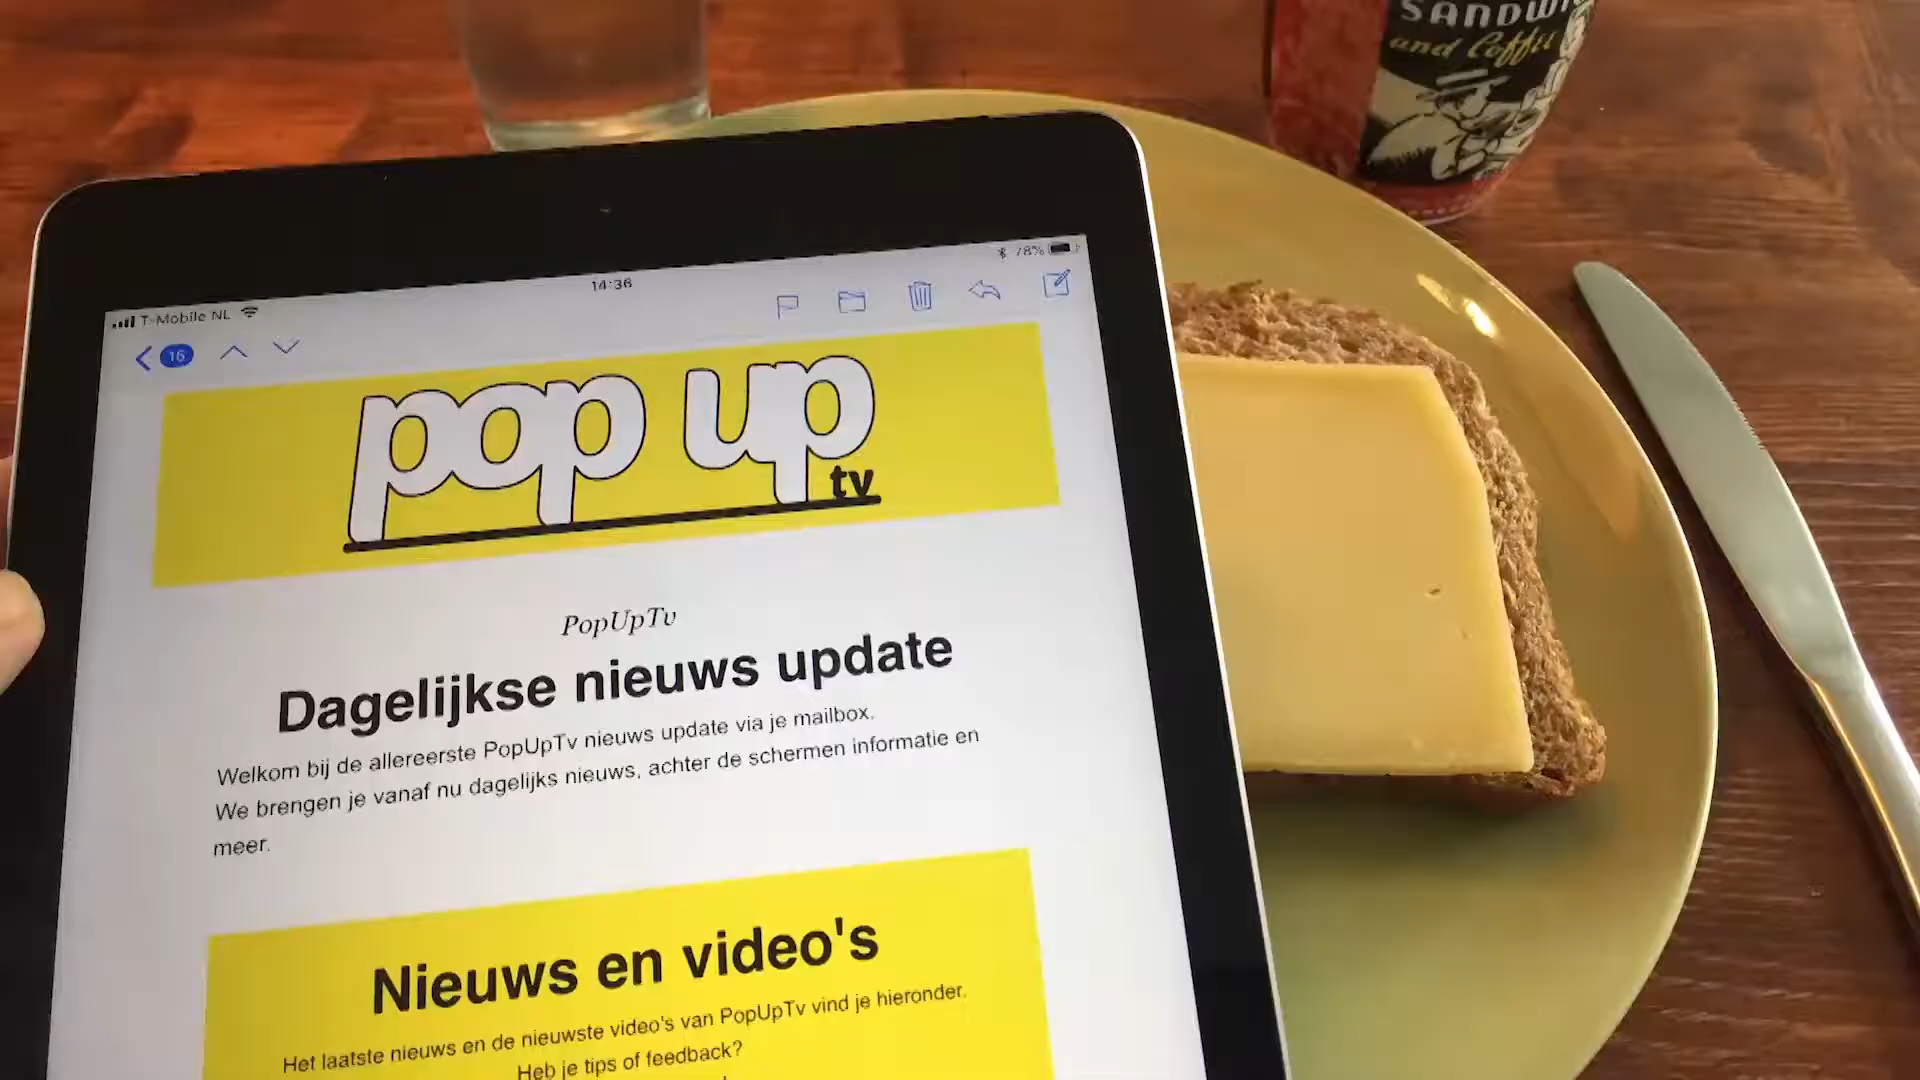 SANDWI
and Coffee
78%
14:36
T-Mobile NL
16
pop up
tv
PopUpTv
Dagelijkse nieuws update
Welkom bij de allereerste PopUpTv nieuws update via je mailbox.
We brengen je vanaf nu dagelijks nieuws, achter de schermen informatie en
meer.
Nieuws en video's
Het laatste nieuws en de nieuwste video's van PopUpTv vind je hieronder.
Heb je tips of feedback?